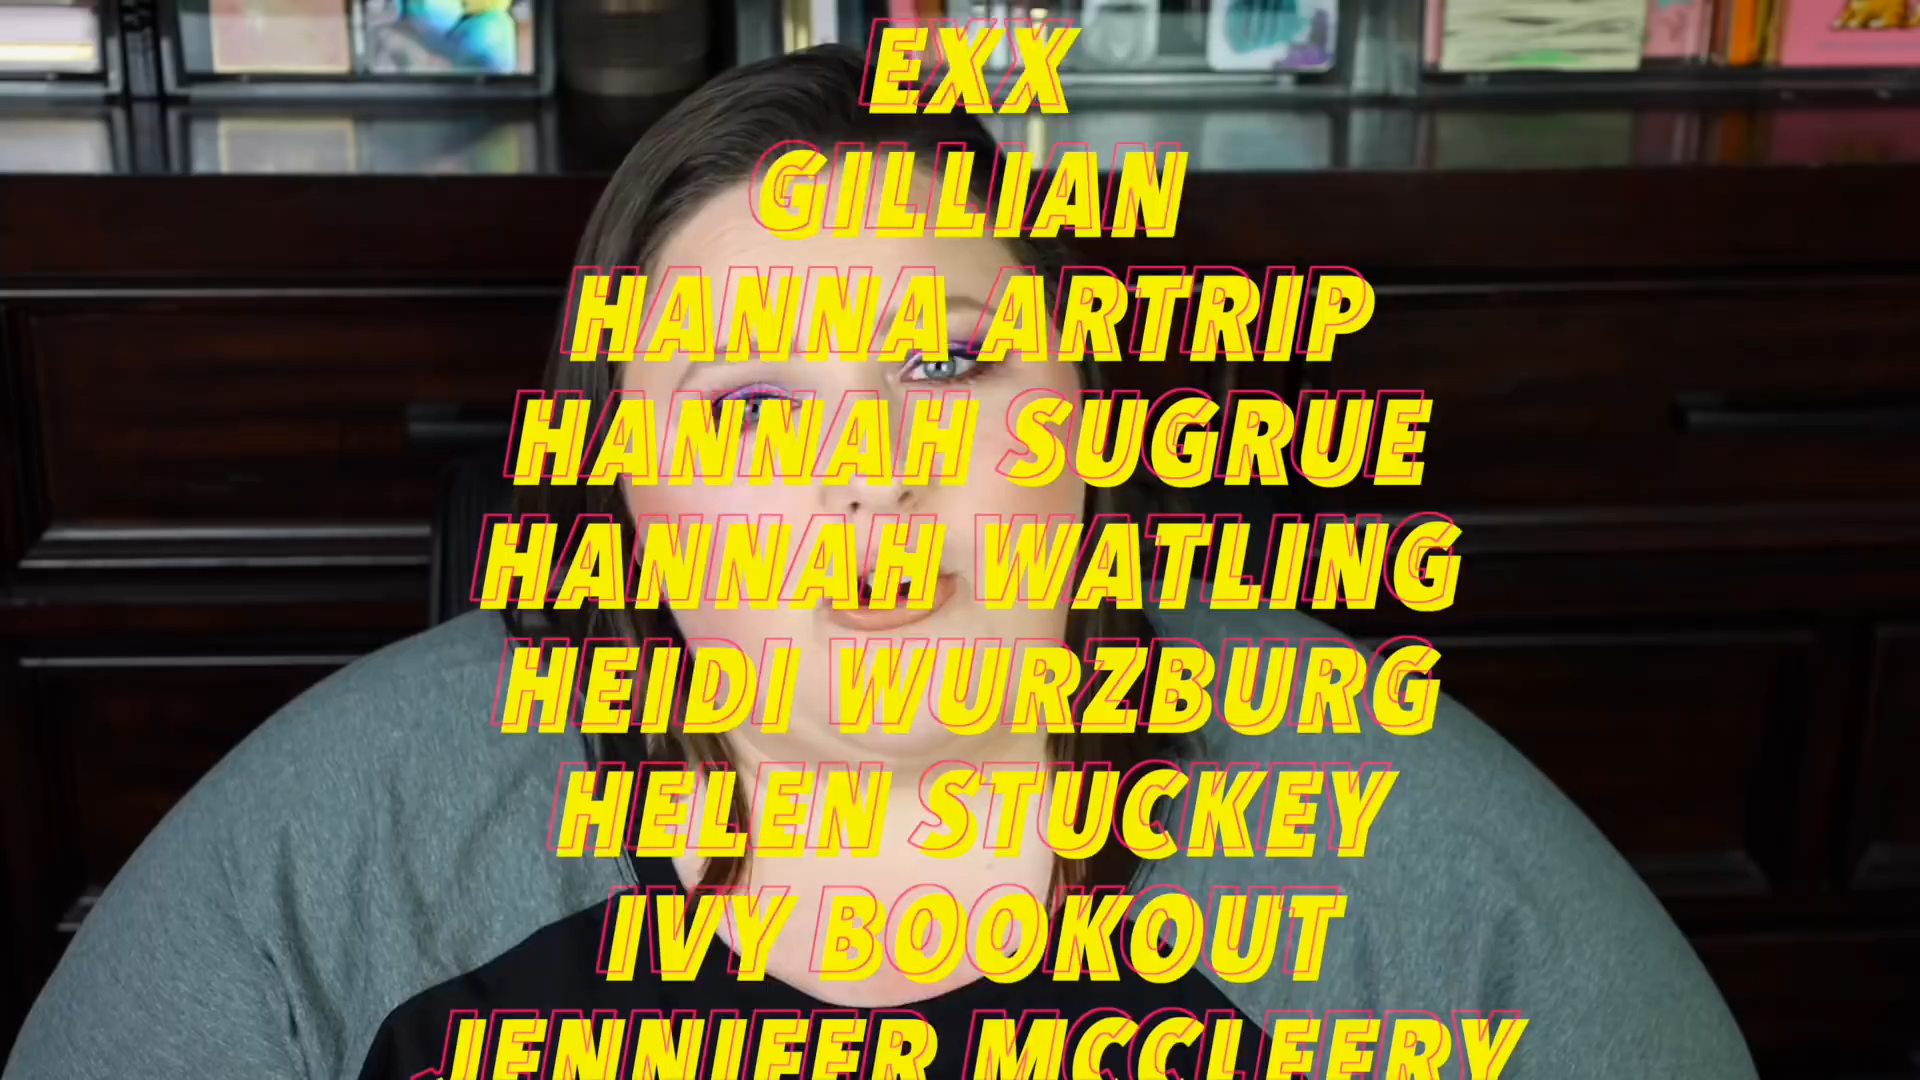 EXX
GILLIAN
HANNA ARTRIP
HANNAH SUGRUE
HANNAH WATLING
HEIDI WURZBURG
HELEN STUCKEY
IVY BOOKOUT
JENNIFER MCCLEERY